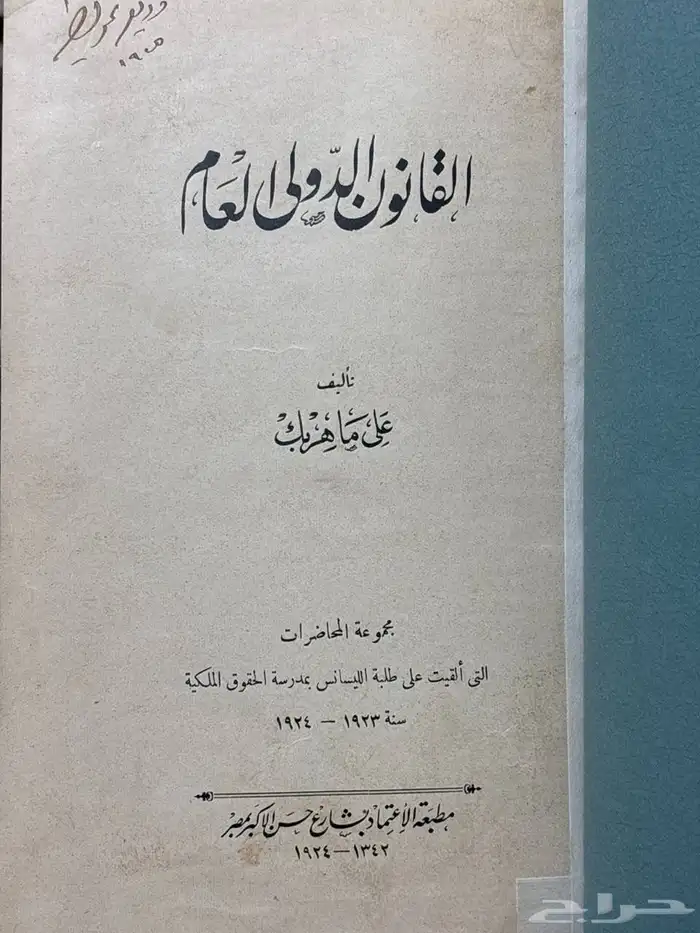 وديع
القانون الدولى العام
تأليف
على ماهر بك
مجموعة المحاضرات
التى ألقيت على طلبة الليسانس بمدرسة الحقوق الملكية
سنة ١٩٢٣ — ١٩٢٤
مطبعة الاعتماد بشارع حسن الاكبر بمصر
١٣٤٢ — ١٩٢٤
حراج